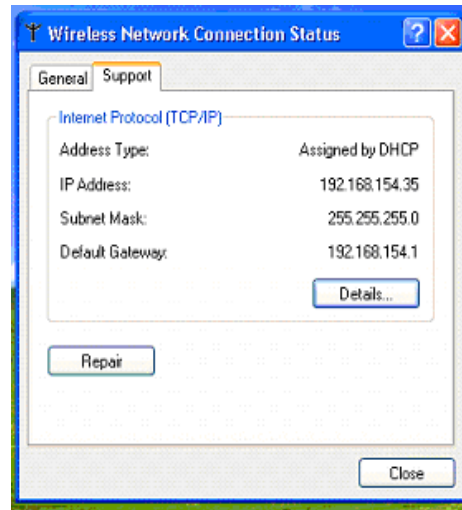 Wireless Network Connection Status
General Support
Internet Protocol (TCP/IP)
Address Type: Assigned by DHCP
IP Address: 192.168.154.35
Subnet Mask: 255.255.255.0
Default Gateway: 192.168.154.1
Details...
Repair
Close